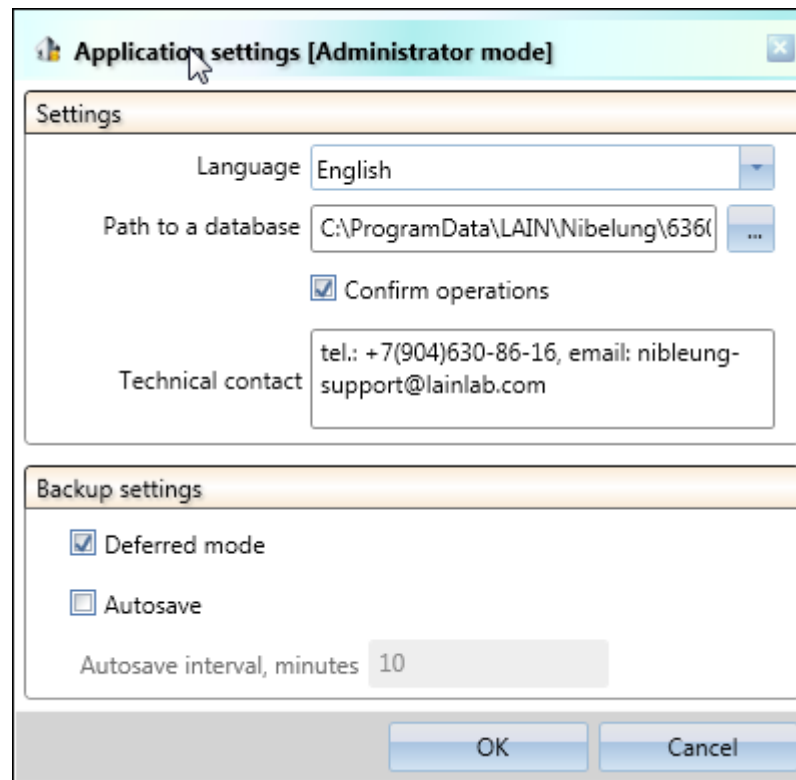 Application settings [Administrator mode]
Settings
Language English
Path to a database C:\ProgramData\LAIN\Nibelung\636( ...
Confirm operations
Technical contact
tel.: +7(904)630-86-16, email: nibleung-
support@lainlab.com
Backup settings
Deferred mode
Autosave
Autosave interval, minutes 10
OK Cancel